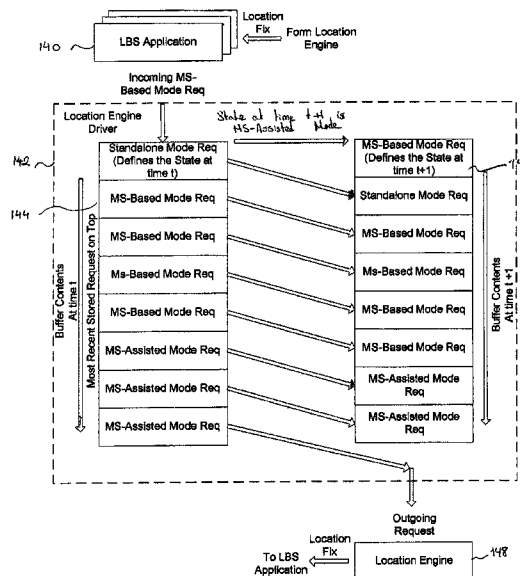 140
LBS Application
Location
Fix
Form Location
Engine
Incoming MS-
Based Mode Req
Location Engine
Driver
State at time t+1 is
MS-Assisted Mode
142
144
Standalone Mode Req
(Defines the State at
time t)
MS-Based Mode Req
MS-Based Mode Req
Ms-Based Mode Req
MS-Based Mode Req
MS-Assisted Mode Req
MS-Assisted Mode Req
MS-Assisted Mode Req
Buffer Contents
At time t
Most Recent Stored Request on Top
MS-Based Mode Req
(Defines the State at
time t+1)
Standalone Mode Req
MS-Based Mode Req
Ms-Based Mode Req
MS-Based Mode Req
MS-Based Mode Req
MS-Assisted Mode
Req
MS-Assisted Mode
Req
Buffer Contents
At time t+1
Outgoing
Request
To LBS
Application
Location
Fix
Location Engine
148